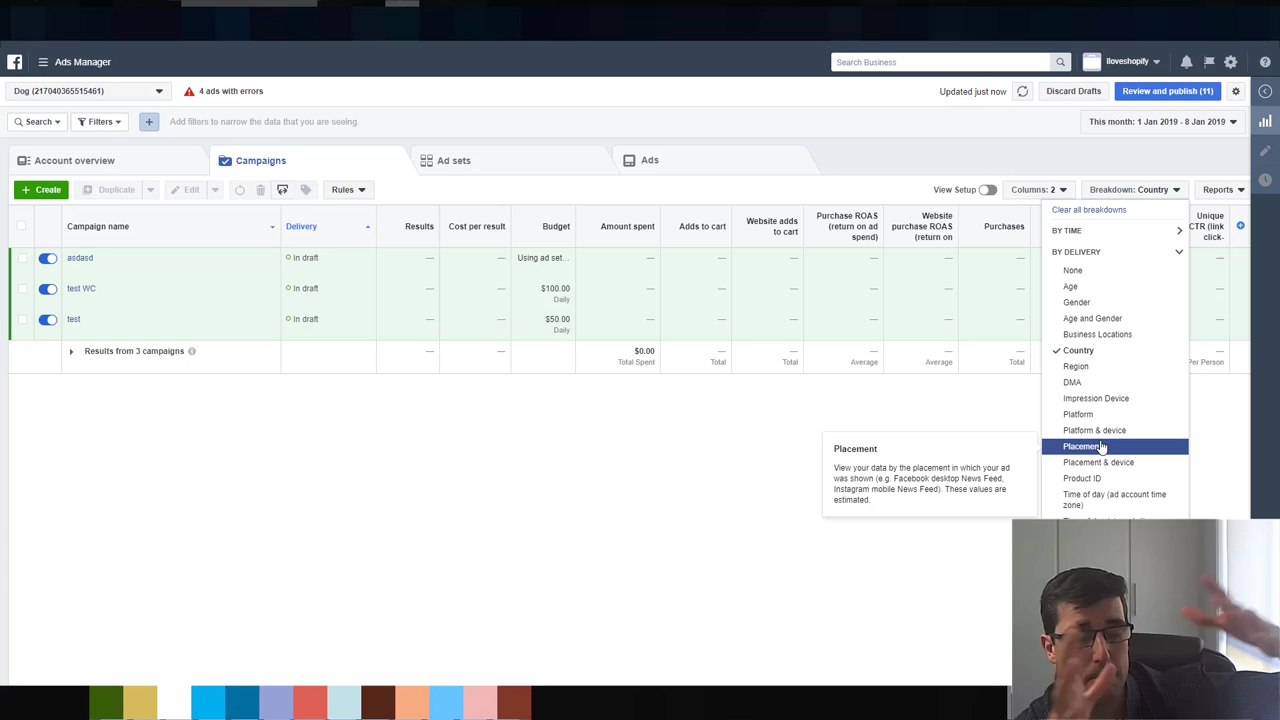 Ads Manager
Search Business
Iloveshopify
Dog (217040365515461)
4 ads with errors
Updated just now
Discard Drafts
Review and publish (11)
Search
Filters
Add filters to narrow the data that you are seeing.
This month: 1 Jan 2019 - 8 Jan 2019
Account overview
Campaigns
Ad sets
Ads
+ Create
Duplicate
Edit
Rules
View Setup
Columns: 2
Breakdown: Country
Reports
Campaign name
Delivery
Results
Cost per result
Budget
Amount spent
Adds to cart
Website adds
to cart
Purchase ROAS
(return on ad
spend)
Website
purchase ROAS
(return on
Purchases
Unique
CTR (link
click-
asdasd
In draft
—
—
Using ad set...
—
—
—
—
—
—
—
test WC
In draft
—
—
$100.00
Daily
—
—
—
—
—
—
—
test
In draft
—
—
$50.00
Daily
—
—
—
—
—
—
—
Results from 3 campaigns
—
—
$0.00
Total Spent
—
Total
—
Total
—
Average
—
Average
—
Total
—
Per Person
Clear all breakdowns
BY TIME
BY DELIVERY
None
Age
Gender
Age and Gender
Business Locations
Country
Region
DMA
Impression Device
Platform
Platform & device
Placement
Placement & device
Product ID
Time of day (ad account time
zone)
Placement
View your data by the placement in which your ad
was shown (e.g. Facebook desktop News Feed,
Instagram mobile News Feed). These values are
estimated.